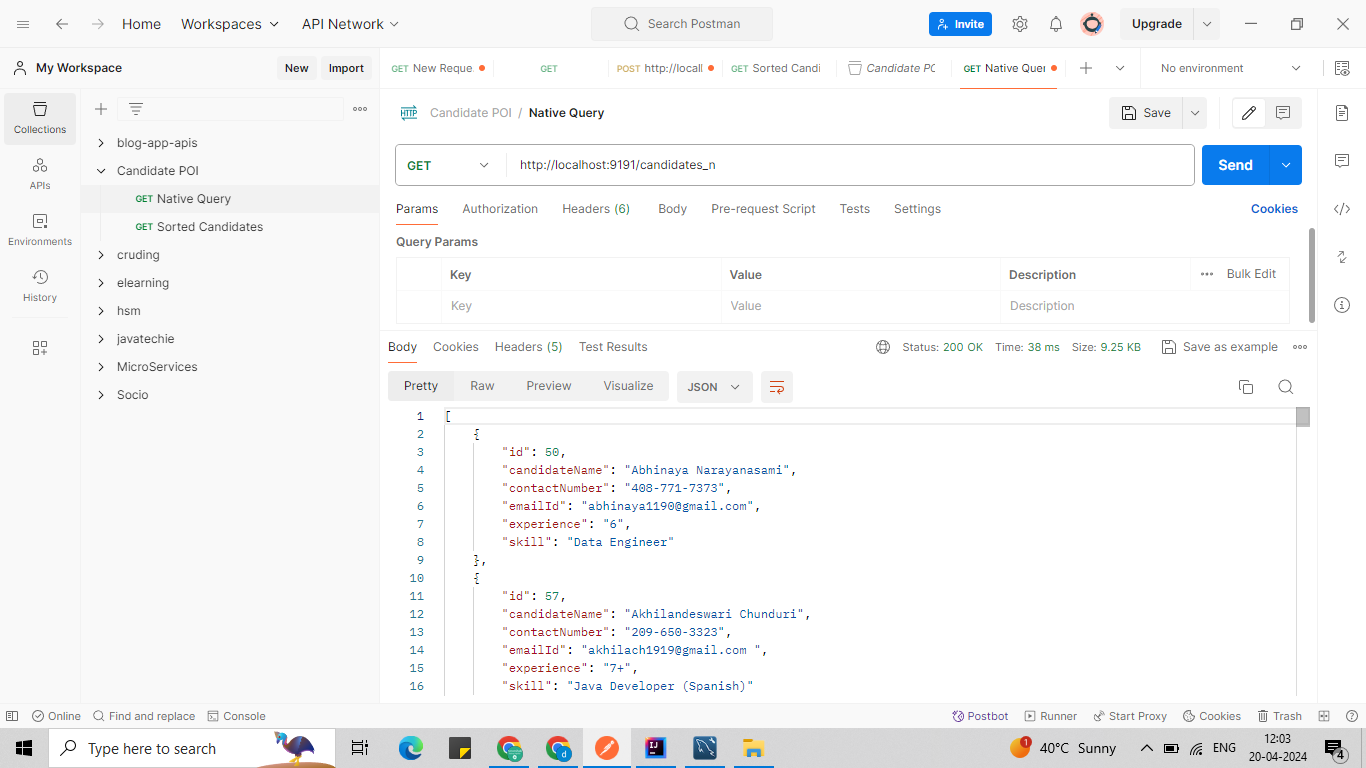 Home Workspaces API Network Search Postman Invite Upgrade
My Workspace New Import
GET New Reque GET POST http://locall GET Sorted Candi Candidate PO GET Native Quer No environment
Collections
APIs
Environments
History
blog-app-apis
Candidate POI
GET Native Query
GET Sorted Candidates
cruding
elearning
hsm
javatechie
MicroServices
Socio
HTTP Candidate POI / Native Query Save
GET http://localhost:9191/candidates_n Send
Params Authorization Headers (6) Body Pre-request Script Tests Settings Cookies
Query Params
Key Value Description Bulk Edit
Key Value Description
Body Cookies Headers (5) Test Results Status: 200 OK Time: 38 ms Size: 9.25 KB Save as example
Pretty Raw Preview Visualize JSON
1 [
2 {
3 "id": 50,
4 "candidateName": "Abhinaya Narayanasami",
5 "contactNumber": "408-771-7373",
6 "emailId": "abhinaya1190@gmail.com",
7 "experience": "6",
8 "skill": "Data Engineer"
9 },
10 {
11 "id": 57,
12 "candidateName": "Akhilandeswari Chunduri",
13 "contactNumber": "209-650-3323",
14 "emailId": "akhilach1919@gmail.com ",
15 "experience": "7+",
16 "skill": "Java Developer (Spanish)"
Online Find and replace Console Postbot Runner Start Proxy Cookies Trash
Type here to search 1 40°C Sunny ENG 12:03
20-04-2024 4